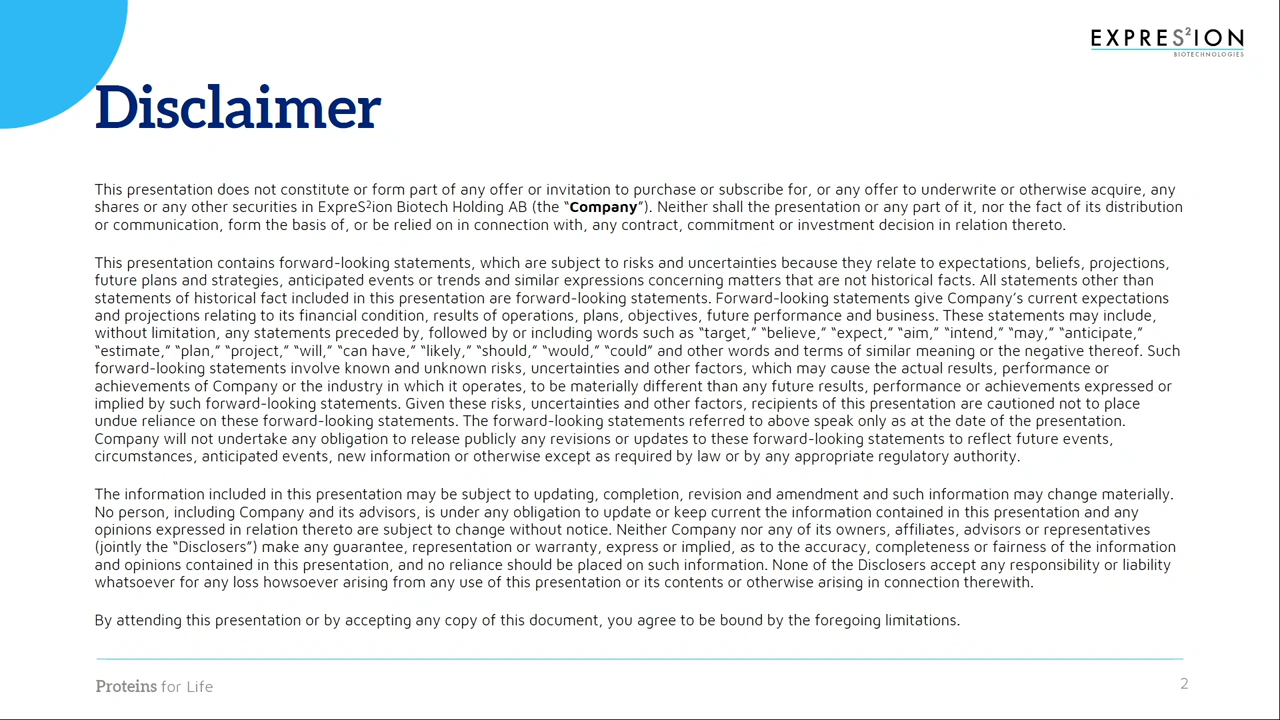 EXPRES²ION
BIOTECHNOLOGIES
Disclaimer
This presentation does not constitute or form part of any offer or invitation to purchase or subscribe for, or any offer to underwrite or otherwise acquire, any
shares or any other securities in ExpreS²ion Biotech Holding AB (the “Company”). Neither shall the presentation or any part of it, nor the fact of its distribution
or communication, form the basis of, or be relied on in connection with, any contract, commitment or investment decision in relation thereto.
This presentation contains forward-looking statements, which are subject to risks and uncertainties because they relate to expectations, beliefs, projections,
future plans and strategies, anticipated events or trends and similar expressions concerning matters that are not historical facts. All statements other than
statements of historical fact included in this presentation are forward-looking statements. Forward-looking statements give Company’s current expectations
and projections relating to its financial condition, results of operations, plans, objectives, future performance and business. These statements may include,
without limitation, any statements preceded by, followed by or including words such as “target,” “believe,” “expect,” “aim,” “intend,” “may,” “anticipate,”
“estimate,” “plan,” “project,” “will,” “can have,” “likely,” “should,” “would,” “could” and other words and terms of similar meaning or the negative thereof. Such
forward-looking statements involve known and unknown risks, uncertainties and other factors, which may cause the actual results, performance or
achievements of Company or the industry in which it operates, to be materially different than any future results, performance or achievements expressed or
implied by such forward-looking statements. Given these risks, uncertainties and other factors, recipients of this presentation are cautioned not to place
undue reliance on these forward-looking statements. The forward-looking statements referred to above speak only as at the date of the presentation.
Company will not undertake any obligation to release publicly any revisions or updates to these forward-looking statements to reflect future events,
circumstances, anticipated events, new information or otherwise except as required by law or by any appropriate regulatory authority.
The information included in this presentation may be subject to updating, completion, revision and amendment and such information may change materially.
No person, including Company and its advisors, is under any obligation to update or keep current the information contained in this presentation and any
opinions expressed in relation thereto are subject to change without notice. Neither Company nor any of its owners, affiliates, advisors or representatives
(jointly the “Disclosers”) make any guarantee, representation or warranty, express or implied, as to the accuracy, completeness or fairness of the information
and opinions contained in this presentation, and no reliance should be placed on such information. None of the Disclosers accept any responsibility or liability
whatsoever for any loss howsoever arising from any use of this presentation or its contents or otherwise arising in connection therewith.
By attending this presentation or by accepting any copy of this document, you agree to be bound by the foregoing limitations.
Proteins for Life
2